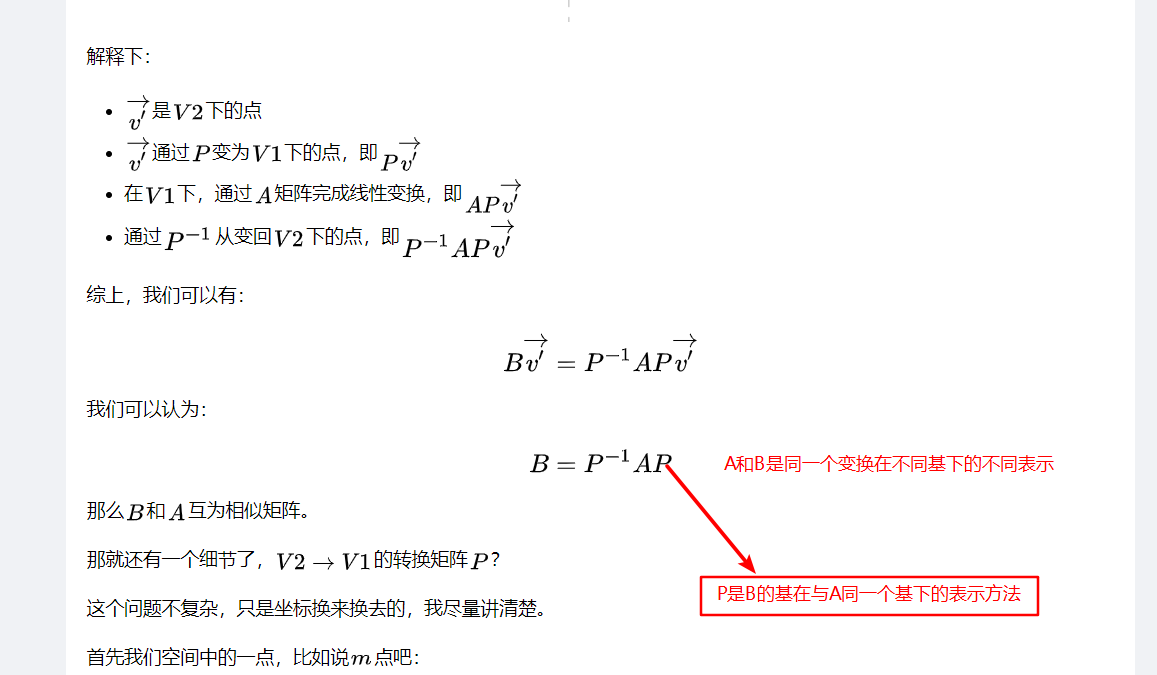 解释下：
• $\overrightarrow{v'}$是$V2$下的点
• $\overrightarrow{v'}$通过$P$变为$V1$下的点，即$P\overrightarrow{v'}$
• 在$V1$下，通过$A$矩阵完成线性变换，即$AP\overrightarrow{v'}$
• 通过$P^{-1}$从变回$V2$下的点，即$P^{-1}AP\overrightarrow{v'}$
综上，我们可以有：
$B\overrightarrow{v'} = P^{-1}AP\overrightarrow{v'}$
我们可以认为：
$B = P^{-1}AP$ A和B是同一个变换在不同基下的不同表示
那么$B$和$A$互为相似矩阵。
那就还有一个细节了，$V2 \to V1$的转换矩阵$P$？
P是B的基在与A同一个基下的表示方法
这个问题不复杂，只是坐标换来换去的，我尽量讲清楚。
首先我们空间中的一点，比如说$m$点吧：